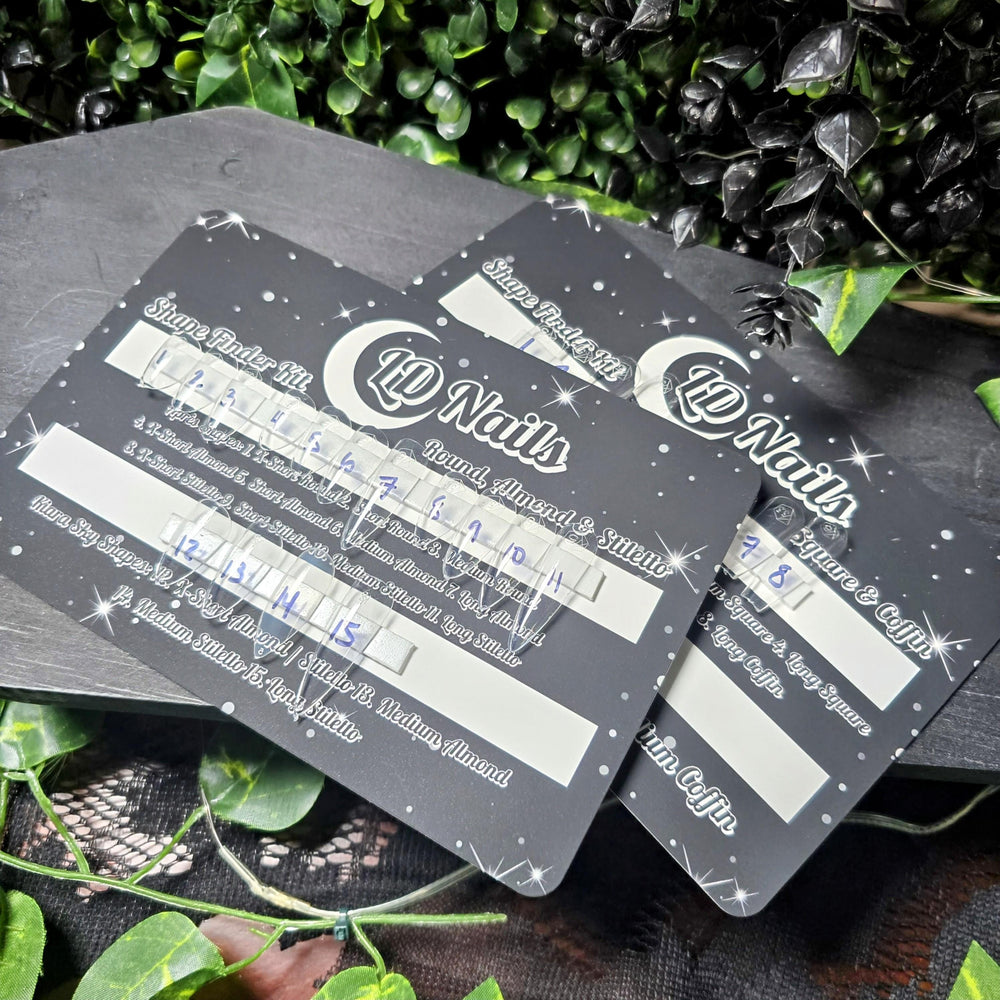 Shape Finder Kit
LD Nails
Round, Almond & Stiletto
1 2 3 4 5 6 7 8 9 10 11
Après Shapes: 1. X-Short Round 2. Short Round 3. Medium Round
4. X-Short Almond 5. Short Almond 6. Medium Almond 7. Long Almond
8. X-Short Stiletto 9. Short Stiletto 10. Medium Stiletto 11. Long Stiletto
12 13 14 15
Kiara Sky Shapes: 12. X-Short Almond / Stiletto 13. Medium Almond
14. Medium Stiletto 15. Long Stiletto
Shape Finder Kit
LD Nails
Square & Coffin
1
7 8
Square 4. Long Square
3. Long Coffin
Coffin